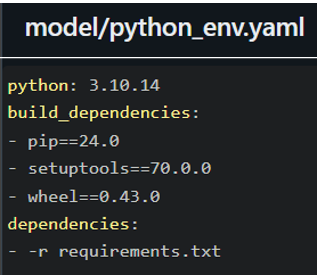 model/python_env.yaml
python: 3.10.14
build_dependencies:
- pip==24.0
- setuptools==70.0.0
- wheel==0.43.0
dependencies:
- -r requirements.txt